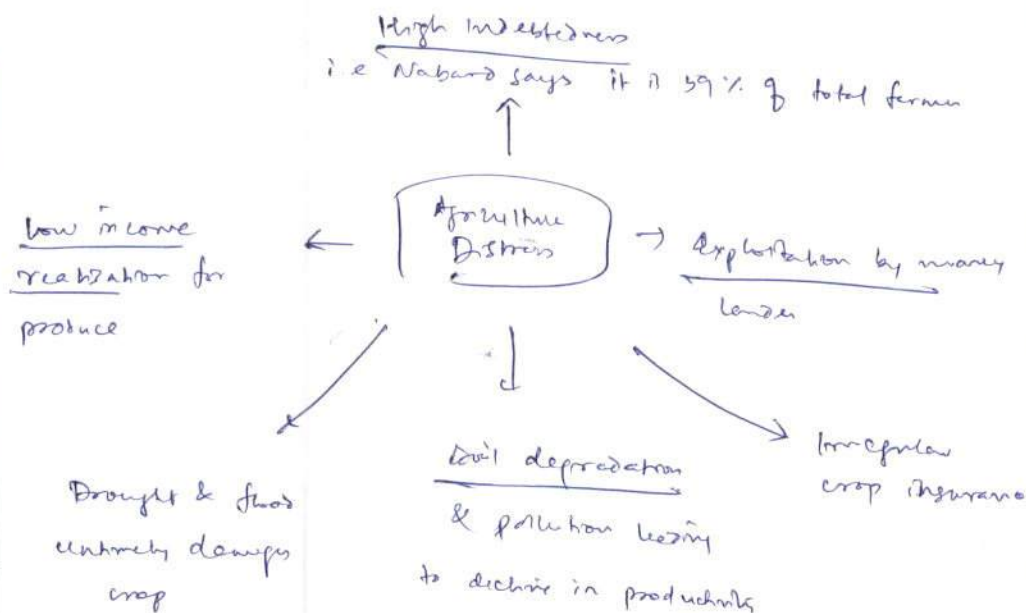 High Indebtedness
i.e Nabard says it is 59% of total farmer
Agriculture
Distress
Low income
realization for
produce
exploitation by money
lender
Drought & flood
untimely damages
crop
Soil degradation
& pollution leading
to decline in productivity
Irregular
crop insurance